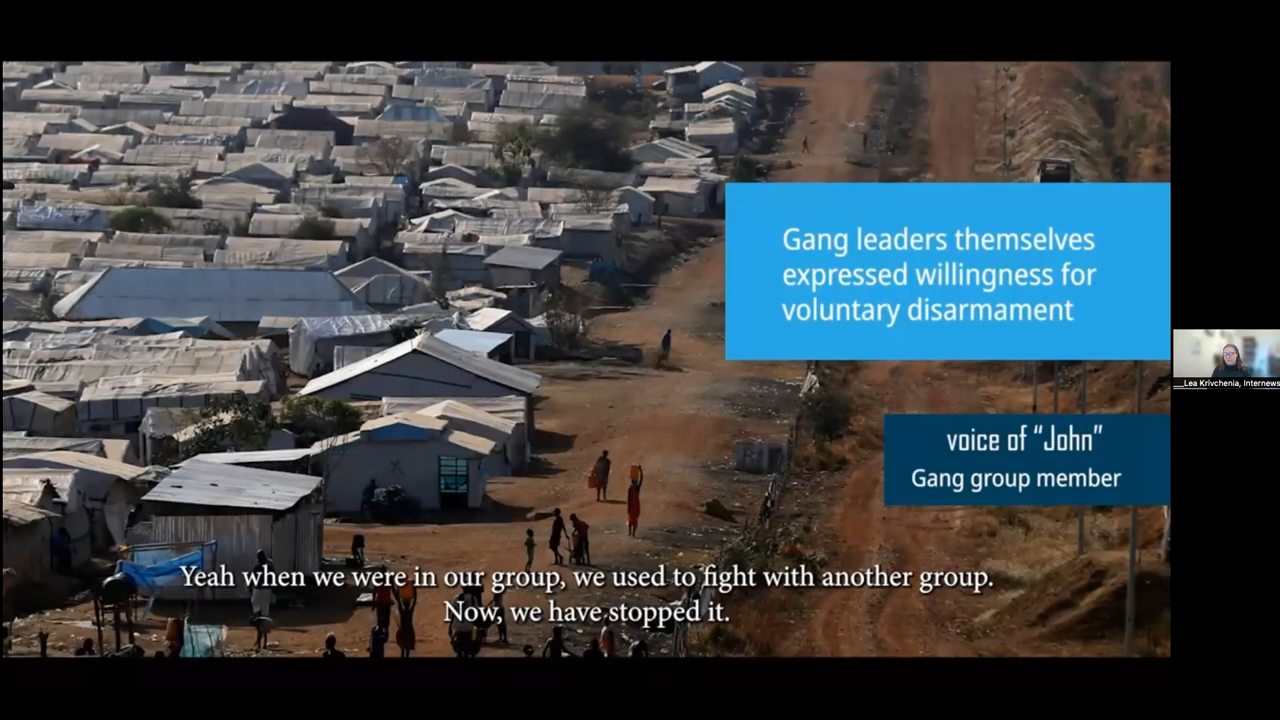 Gang leaders themselves
expressed willingness for
voluntary disarmament
voice of “John”
Gang group member
Yeah when we were in our group, we used to fight with another group.
Now, we have stopped it.
__Lea Krivchenia, Internews